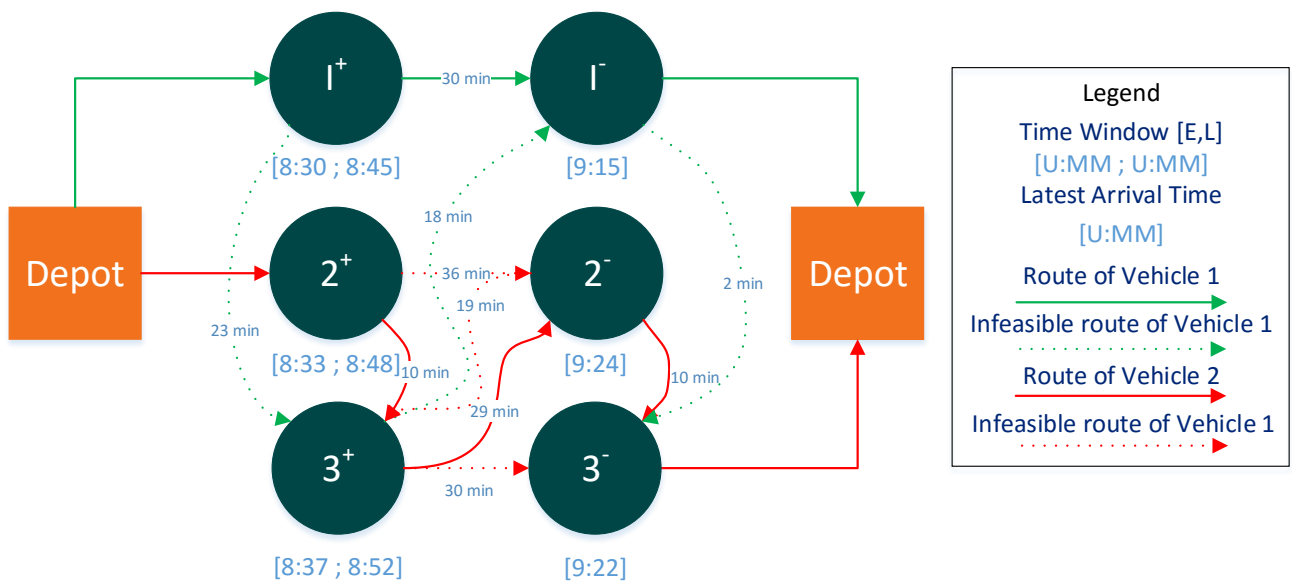 1+
30 min
1-
[8:30 ; 8:45]
[9:15]
Depot
18 min
2+
36 min
2-
19 min
2 min
Depot
23 min
[8:33 ; 8:48]
10 min
[9:24]
10 min
29 min
3+
30 min
3-
[8:37 ; 8:52]
[9:22]
Legend
Time Window [E,L]
[U:MM ; U:MM]
Latest Arrival Time
[U:MM]
Route of Vehicle 1
Infeasible route of Vehicle 1
Route of Vehicle 2
Infeasible route of Vehicle 1